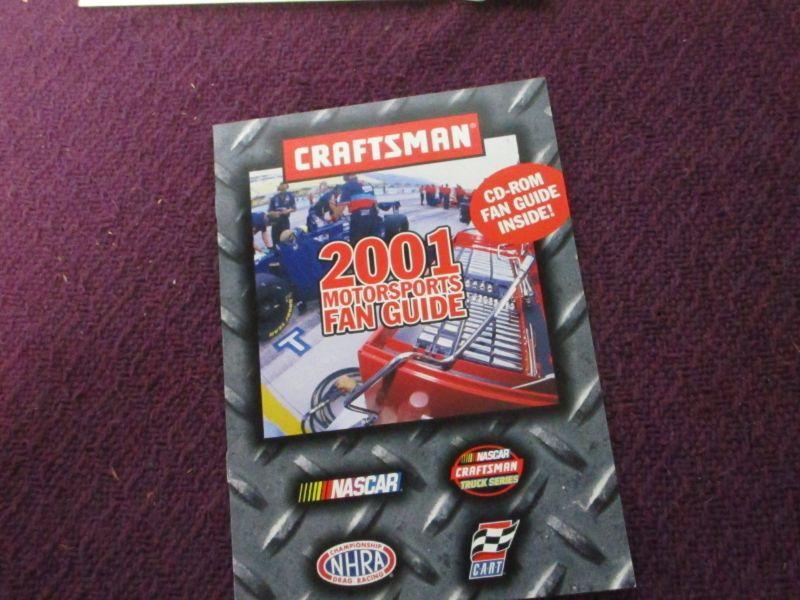 CRAFTSMAN
CD-ROM
FAN GUIDE
INSIDE!
2001
MOTORSPORTS
FAN GUIDE
T
NASCAR
NASCAR
CRAFTSMAN
TRUCK SERIES
CHAMPIONSHIP
NHRA
DRAG RACING
CART